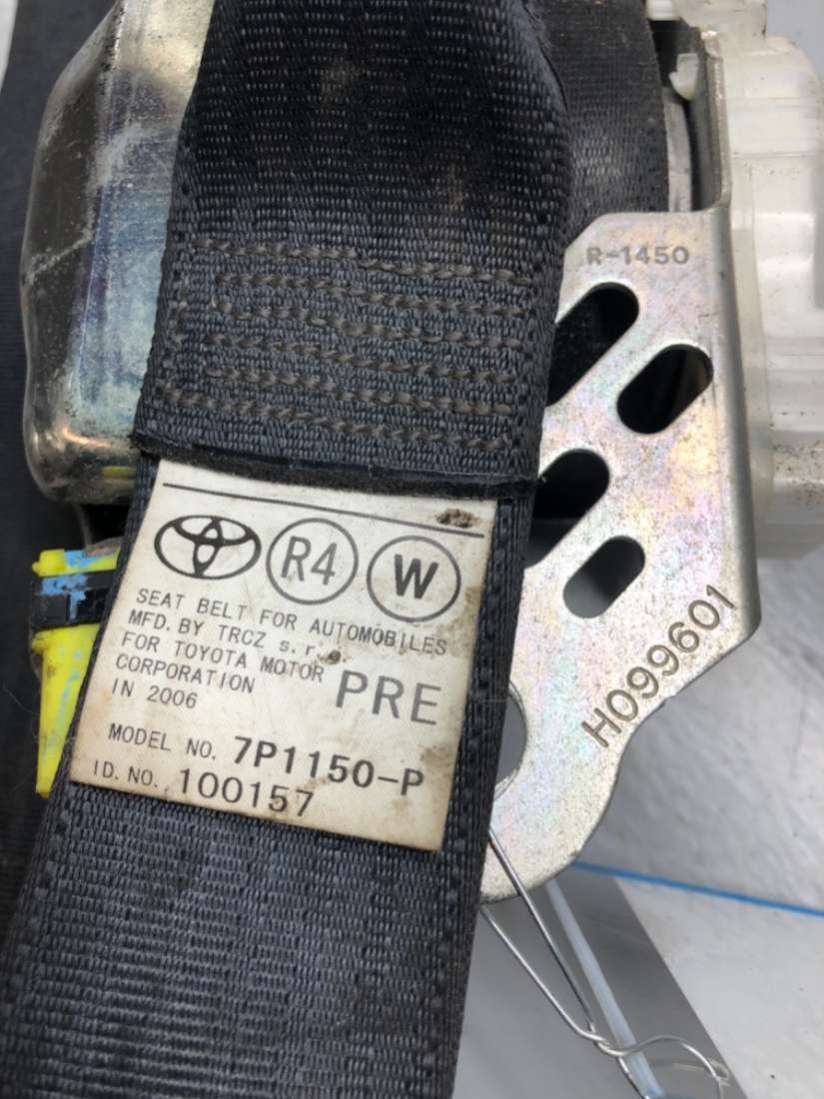 R-1450
R4 W
SEAT BELT FOR AUTOMOBILES
MFD. BY TRCZ s.r.o.
FOR TOYOTA MOTOR
CORPORATION
PRE
IN 2006
MODEL NO. 7P1150-P
ID. NO. 100157
H099601